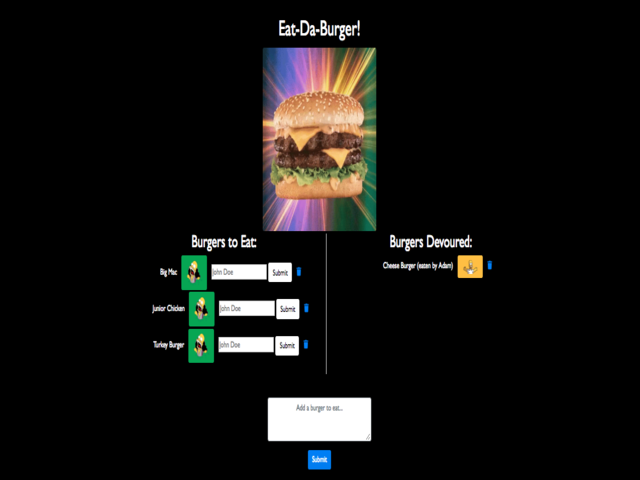 Eat-Da-Burger!
Burgers to Eat:
Big Mac John Doe Submit
Junior Chicken John Doe Submit
Turkey Burger John Doe Submit
Burgers Devoured:
Cheese Burger (eaten by Adam)
Add a burger to eat...
Submit